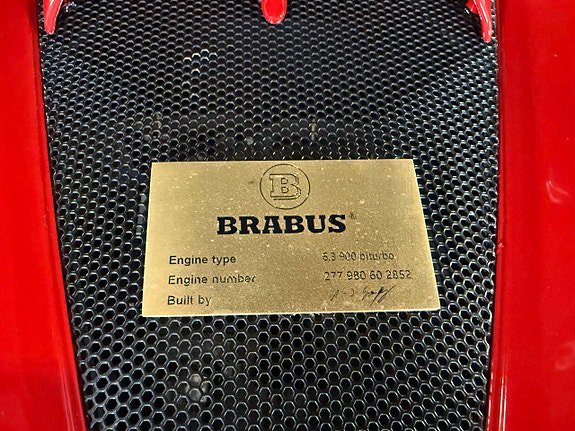 B
BRABUS®
Engine type 6,3 900 biturbo
Engine number 277 980 60 2852
Built by